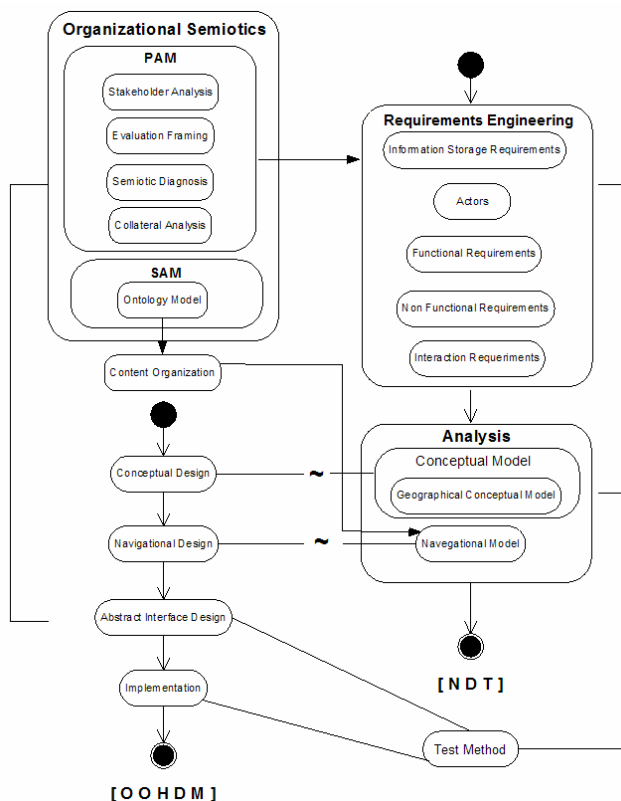 Organizational Semiotics
PAM
Stakeholder Analysis
Evaluation Framing
Semiotic Diagnosis
Collateral Analysis
SAM
Ontology Model
Content Organization
Conceptual Design
~
Navigational Design
~
Abstract Interface Design
Implementation
[ O O H D M ]
Requirements Engineering
Information Storage Requirements
Actors
Functional Requirements
Non Functional Requirements
Interaction Requeriments
Analysis
Conceptual Model
Geographical Conceptual Model
Navegational Model
[ N D T ]
Test Method